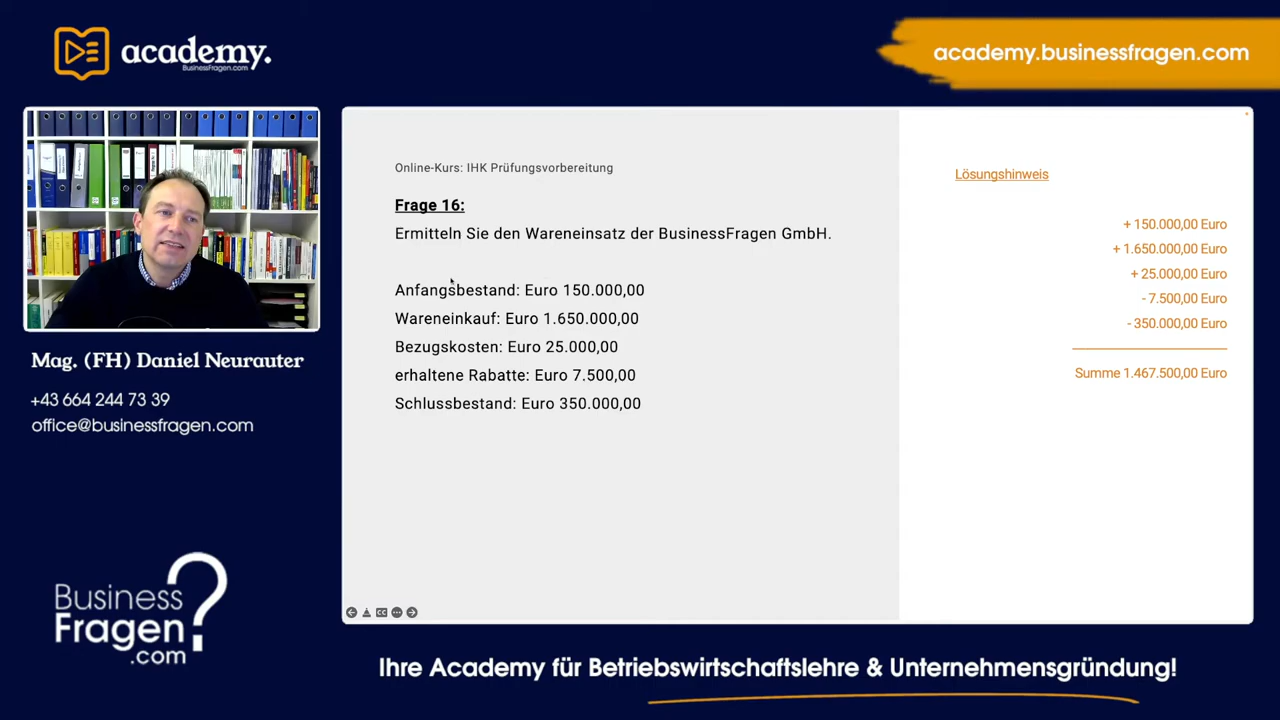 academy.
BusinessFragen.com
academy.businessfragen.com
Online-Kurs: IHK Prüfungsvorbereitung
Frage 16:
Ermitteln Sie den Wareneinsatz der BusinessFragen GmbH.
Anfangsbestand: Euro 150.000,00
Wareneinkauf: Euro 1.650.000,00
Bezugskosten: Euro 25.000,00
erhaltene Rabatte: Euro 7.500,00
Schlussbestand: Euro 350.000,00
Lösungshinweis
+ 150.000,00 Euro
+ 1.650.000,00 Euro
+ 25.000,00 Euro
- 7.500,00 Euro
- 350.000,00 Euro
Summe 1.467.500,00 Euro
Mag. (FH) Daniel Neurauter
+43 664 244 73 39
office@businessfragen.com
Business
Fragen
.com
?
CC
Ihre Academy für Betriebswirtschaftslehre & Unternehmensgründung!